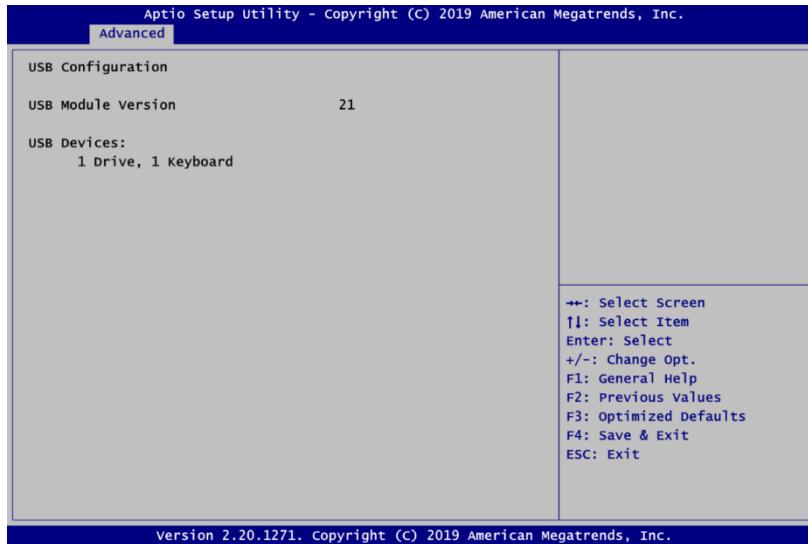 Aptio Setup Utility - Copyright (C) 2019 American Megatrends, Inc.
Advanced
USB Configuration
USB Module Version 21
USB Devices:
1 Drive, 1 Keyboard
→←: Select Screen
↑↓: Select Item
Enter: Select
+/-: Change Opt.
F1: General Help
F2: Previous Values
F3: Optimized Defaults
F4: Save & Exit
ESC: Exit
Version 2.20.1271. Copyright (C) 2019 American Megatrends, Inc.